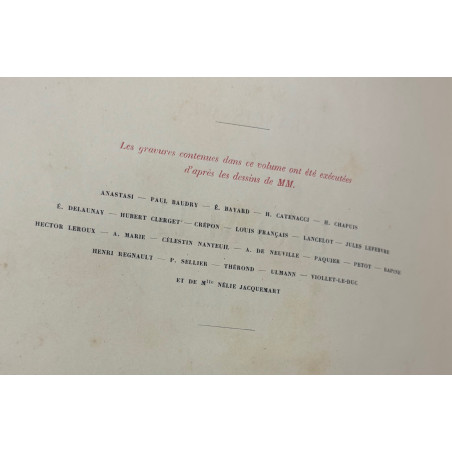 Les gravures contenues dans ce volume ont été exécutées
d'après les dessins de MM.
ANASTASI — PAUL BAUDRY — É. BAYARD — H. CATENACCI — H. CHAPUIS
É. DELAUNAY — HUBERT CLERGET — CRÉPON — LOUIS FRANÇAIS — LANCELOT — JULES LEFEBVRE
HECTOR LEROUX — A. MARIE — CÉLESTIN NANTEUIL — A. DE NEUVILLE — PAQUIER — PETOT —
HENRI REGNAULT — P. SELLIER — THÉROND — ULMANN — VIOLLET-LE-DUC
ET DE Mlle NÉLIE JACQUEMART